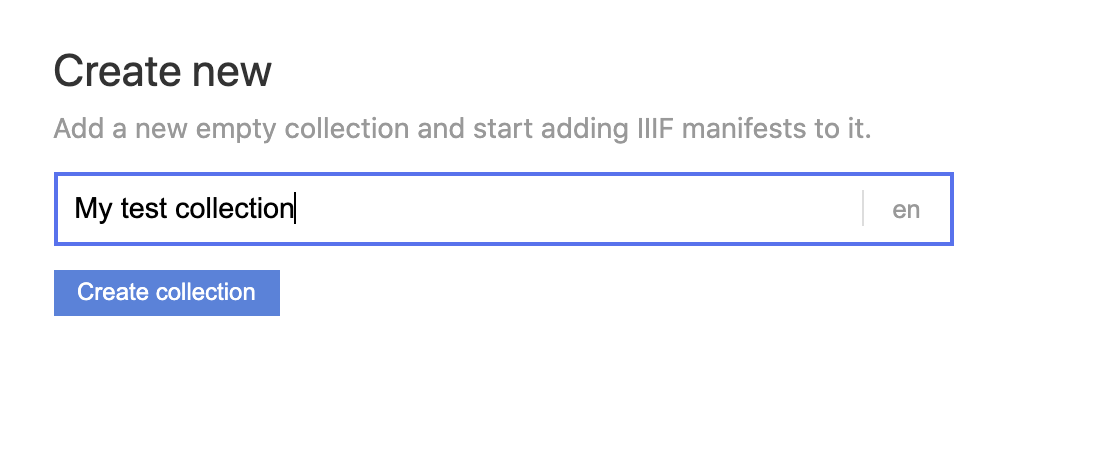 Create new
Add a new empty collection and start adding IIIF manifests to it.
My test collection
en
Create collection